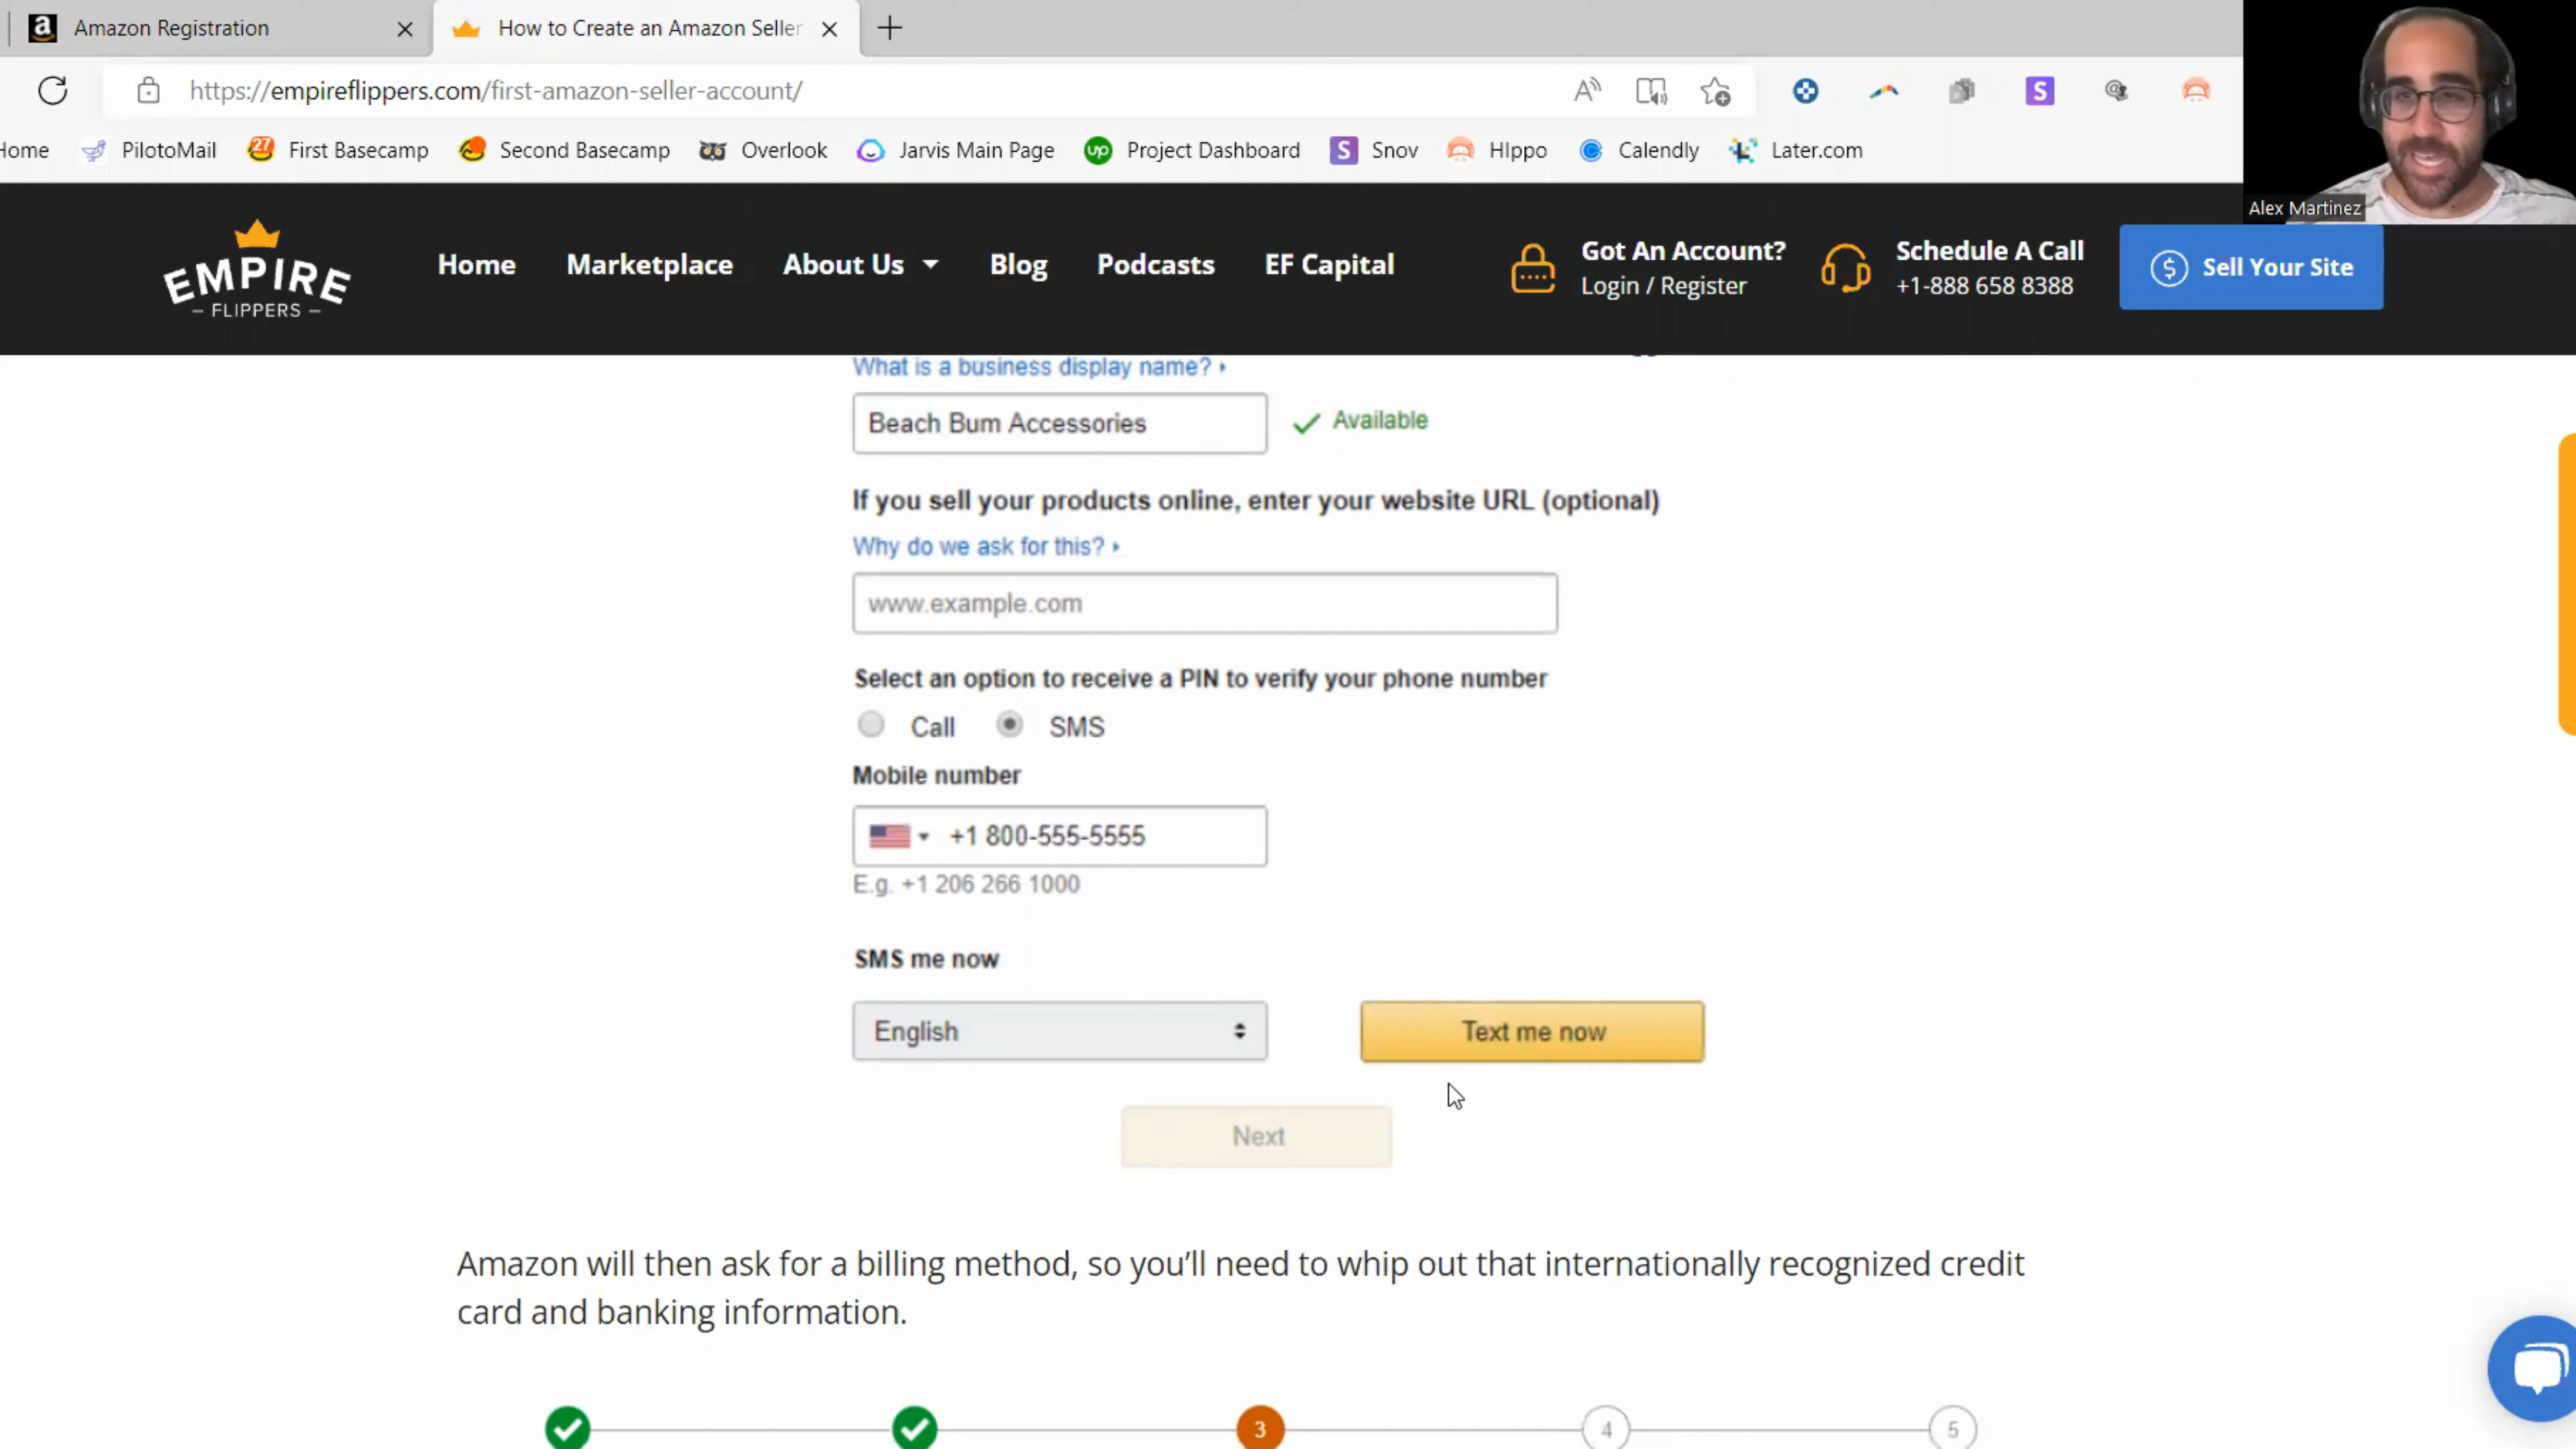 Amazon Registration
How to Create an Amazon Seller
https://empireflippers.com/first-amazon-seller-account/
Home
PilotoMail
27
First Basecamp
Second Basecamp
Overlook
Jarvis Main Page
up
Project Dashboard
S
Snov
HIppo
Calendly
Later.com
Alex Martinez
EMPIRE
– FLIPPERS –
Home
Marketplace
About Us
Blog
Podcasts
EF Capital
Got An Account?
Login / Register
Schedule A Call
+1-888 658 8388
Sell Your Site
What is a business display name?
Beach Bum Accessories
Available
If you sell your products online, enter your website URL (optional)
Why do we ask for this?
www.example.com
Select an option to receive a PIN to verify your phone number
Call
SMS
Mobile number
+1 800-555-5555
E.g. +1 206 266 1000
SMS me now
English
Text me now
Next
Amazon will then ask for a billing method, so you’ll need to whip out that internationally recognized credit
card and banking information.
3
4
5